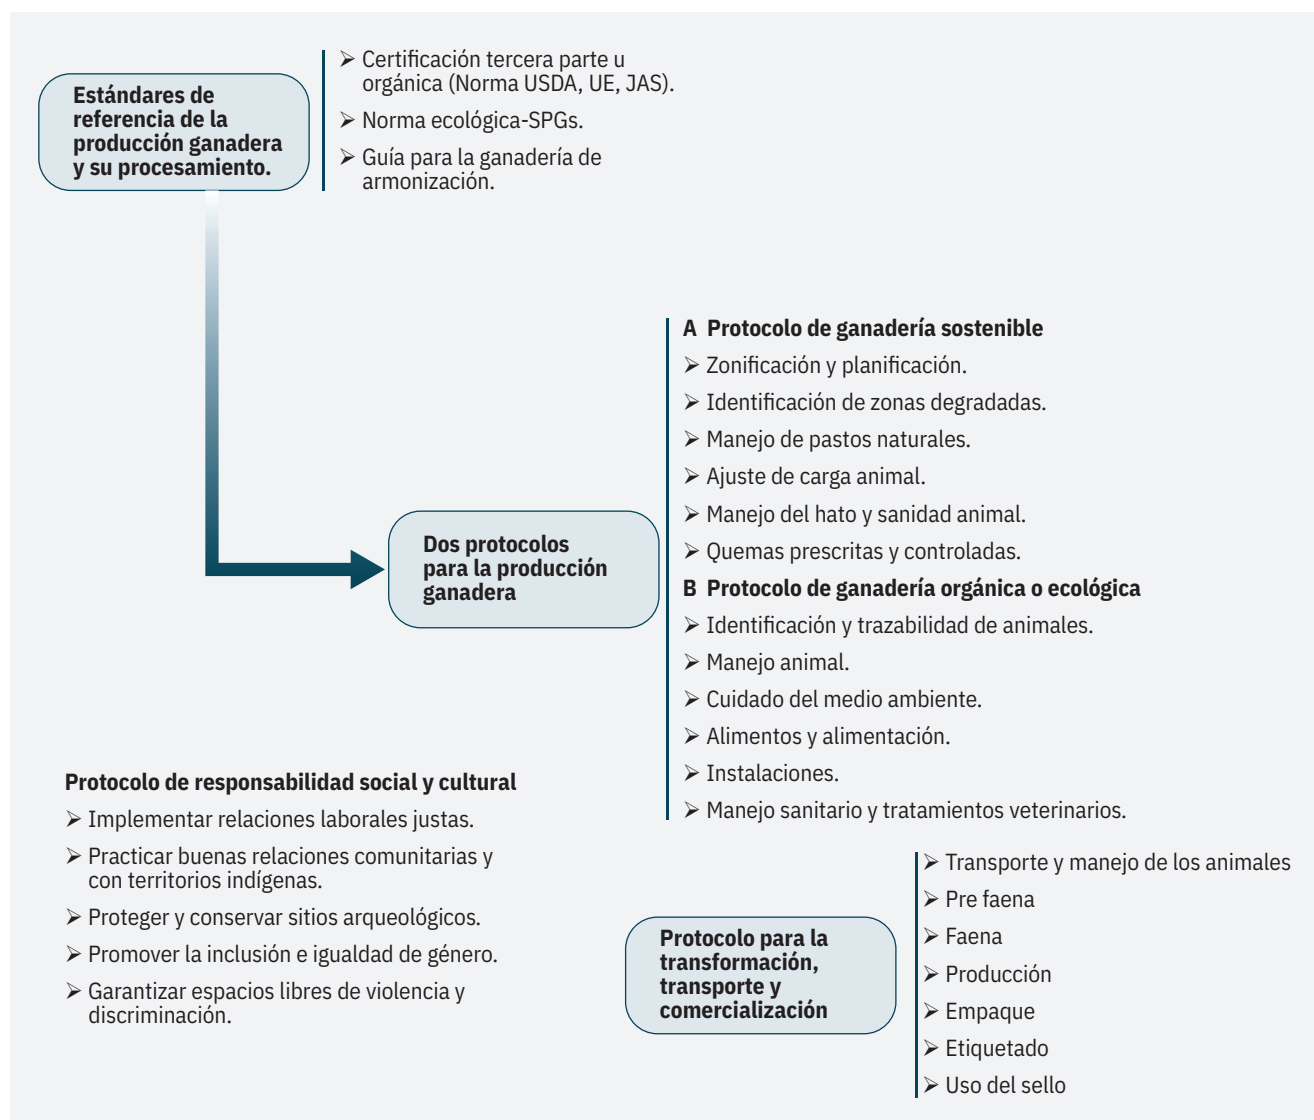 Estándares de
referencia de la
producción ganadera
y su procesamiento.
➢ Certificación tercera parte u
orgánica (Norma USDA, UE, JAS).
➢ Norma ecológica-SPGs.
➢ Guía para la ganadería de
armonización.
Dos protocolos
para la producción
ganadera
A Protocolo de ganadería sostenible
➢ Zonificación y planificación.
➢ Identificación de zonas degradadas.
➢ Manejo de pastos naturales.
➢ Ajuste de carga animal.
➢ Manejo del hato y sanidad animal.
➢ Quemas prescritas y controladas.
B Protocolo de ganadería orgánica o ecológica
➢ Identificación y trazabilidad de animales.
➢ Manejo animal.
➢ Cuidado del medio ambiente.
➢ Alimentos y alimentación.
➢ Instalaciones.
➢ Manejo sanitario y tratamientos veterinarios.
Protocolo de responsabilidad social y cultural
➢ Implementar relaciones laborales justas.
➢ Practicar buenas relaciones comunitarias y
con territorios indígenas.
➢ Proteger y conservar sitios arqueológicos.
➢ Promover la inclusión e igualdad de género.
➢ Garantizar espacios libres de violencia y
discriminación.
Protocolo para la
transformación,
transporte y
comercialización
➢ Transporte y manejo de los animales
➢ Pre faena
➢ Faena
➢ Producción
➢ Empaque
➢ Etiquetado
➢ Uso del sello